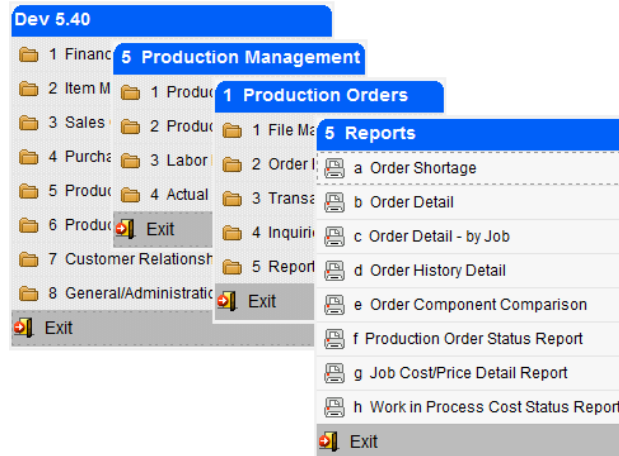 Dev 5.40
1 Financ
2 Item M
3 Sales
4 Purcha
5 Produc
6 Produc
7 Customer Relationsh
8 General/Administratio
Exit
5 Production Management
1 Produc
2 Produc
3 Labor
4 Actual
Exit
1 Production Orders
1 File Ma
2 Order
3 Transa
4 Inquiri
5 Report
Exit
5 Reports
a Order Shortage
b Order Detail
c Order Detail - by Job
d Order History Detail
e Order Component Comparison
f Production Order Status Report
g Job Cost/Price Detail Report
h Work in Process Cost Status Report
Exit